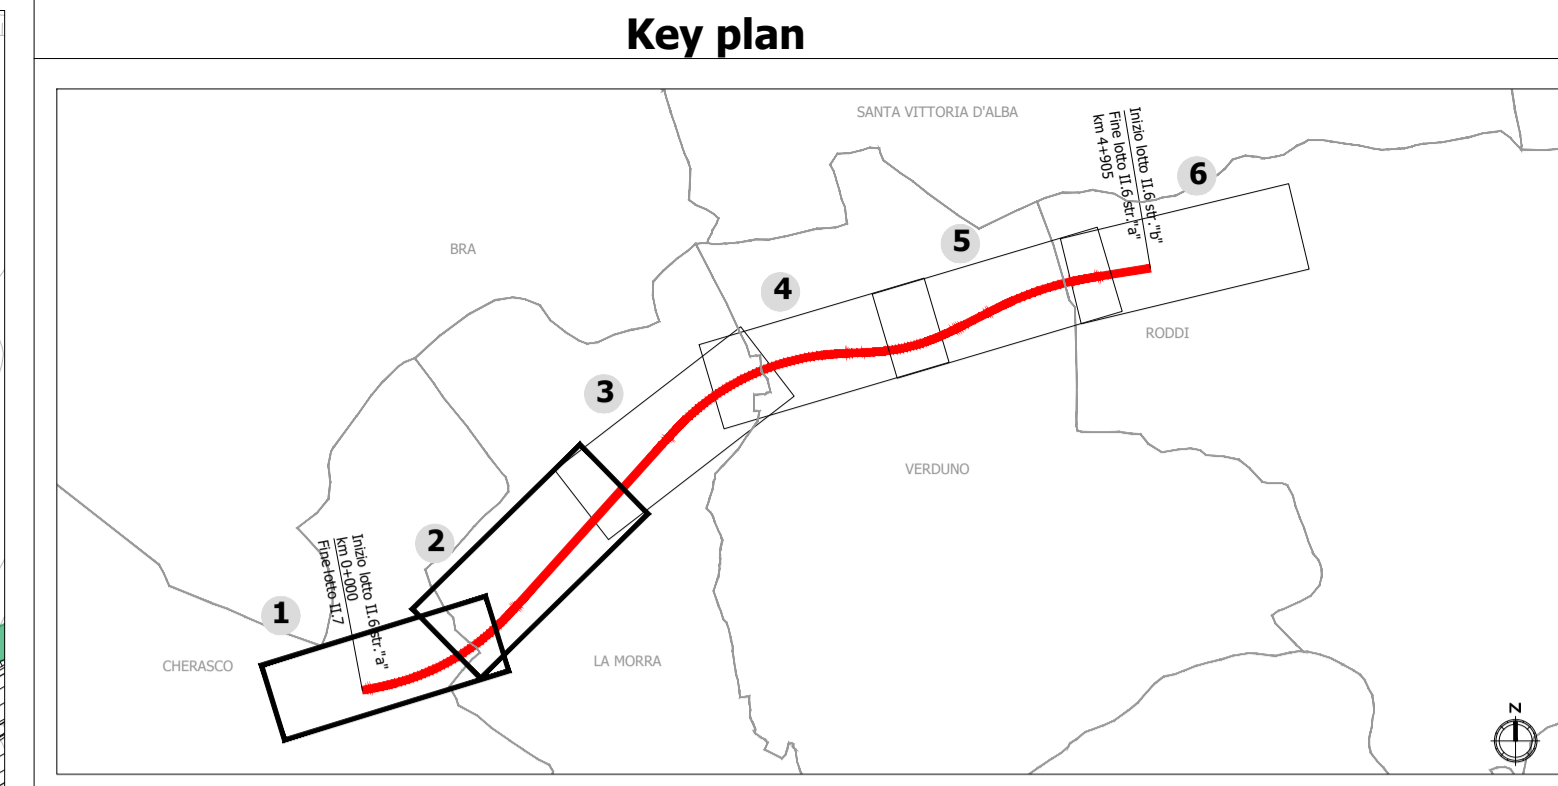 Key plan
SANTA VITTORIA D'ALBA
Inizio lotto II.6 str."b"
Fine lotto II.6 str."a"
km 4+905
6
5
BRA
4
RODDI
3
VERDUNO
2
Inizio lotto II.6 str."a"
km 0+000
Fine lotto II.7
1
CHERASCO
LA MORRA
N